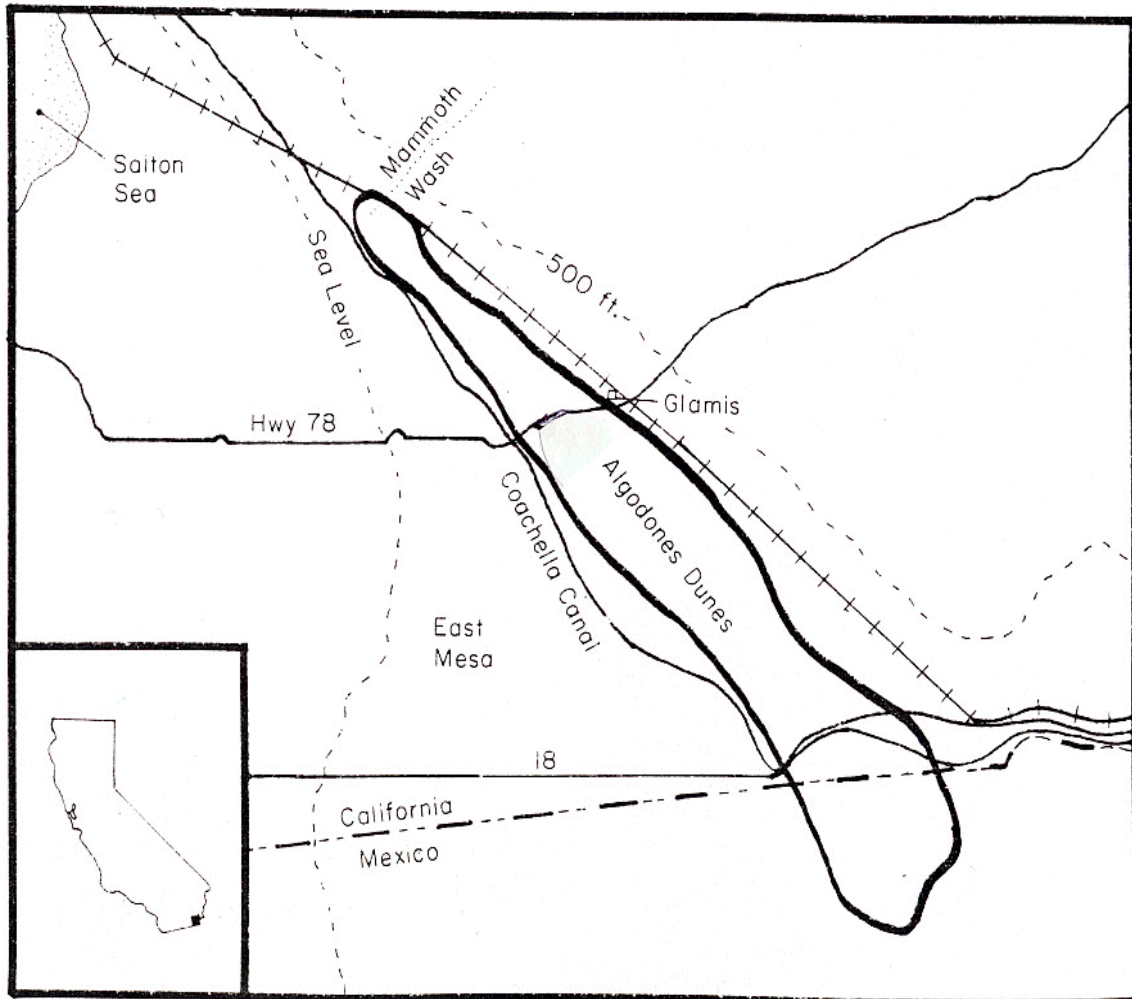 Mammoth
Wash
Salton
Sea
Sea Level
500 ft.
Glamis
Hwy 78
Algodones Dunes
Coachella Canal
East
Mesa
18
California
Mexico